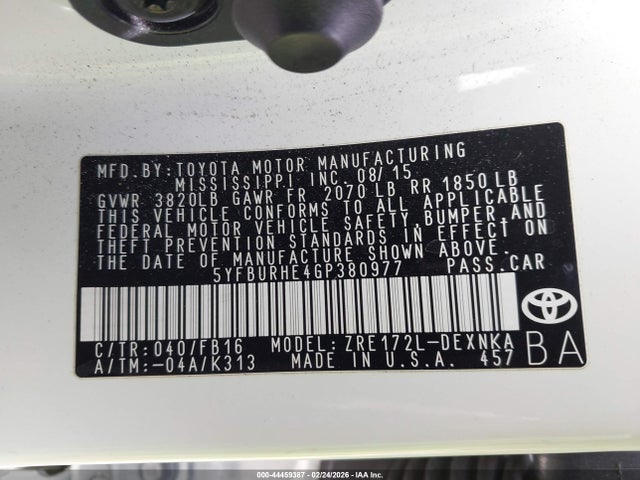 MFD.BY: TOYOTA MOTOR MANUFACTURING
MISSISSIPPI, INC. 08/15
GVWR 3820LB GAWR FR 2070 LB RR 1850 LB
THIS VEHICLE CONFORMS TO ALL APPLICABLE
FEDERAL MOTOR VEHICLE SAFETY, BUMPER, AND
THEFT PREVENTION STANDARDS IN EFFECT ON
THE DATE OF MANUFACTURE SHOWN ABOVE.
5YFBURHE4GP380977 PASS.CAR
C/TR: 040/FB16 MODEL: ZRE172L-DEXNKA
A/TM: -04A/K313 MADE IN U.S.A. 457
BA
000-44459387 - 02/24/2026 - IAA Inc.